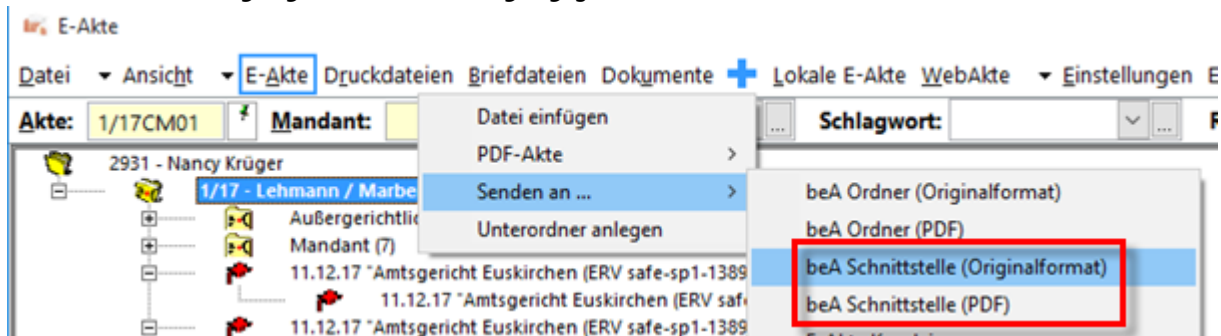 E-Akte
Datei Ansicht E-Akte Druckdateien Briefdateien Dokumente Lokale E-Akte WebAkte Einstellungen
Akte: 1/17CM01 Mandant: ... Schlagwort: ...
2931 - Nancy Krüger
1/17 - Lehmann / Marbe
Außergerichtlic
Mandant (7)
11.12.17 "Amtsgericht Euskirchen (ERV safe-sp1-1389
11.12.17 "Amtsgericht Euskirchen (ERV safe
11.12.17 "Amtsgericht Euskirchen (ERV safe-sp1-1389
Datei einfügen
PDF-Akte
Senden an ...
Unterordner anlegen
beA Ordner (Originalformat)
beA Ordner (PDF)
beA Schnittstelle (Originalformat)
beA Schnittstelle (PDF)